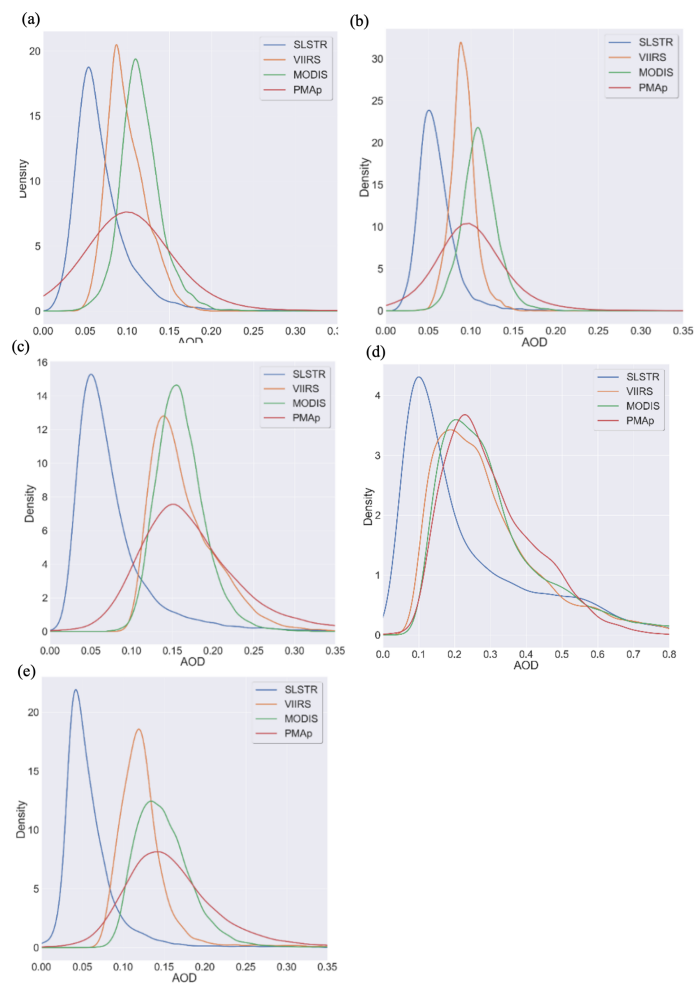 (a)
SLSTR
VIIRS
MODIS
PMAp
20
15
10
5
0
Density
0.00 0.05 0.10 0.15 0.20 0.25 0.30 0.35
AOD
(b)
SLSTR
VIIRS
MODIS
PMAp
30
25
20
15
10
5
0
Density
0.00 0.05 0.10 0.15 0.20 0.25 0.30 0.35
AOD
(c)
SLSTR
VIIRS
MODIS
PMAp
16
14
12
10
8
6
4
2
0
Density
0.00 0.05 0.10 0.15 0.20 0.25 0.30 0.35
AOD
(d)
SLSTR
VIIRS
MODIS
PMAp
4
3
2
1
0
Density
0.0 0.1 0.2 0.3 0.4 0.5 0.6 0.7 0.8
AOD
(e)
SLSTR
VIIRS
MODIS
PMAp
20
15
10
5
0
Density
0.00 0.05 0.10 0.15 0.20 0.25 0.30 0.35
AOD